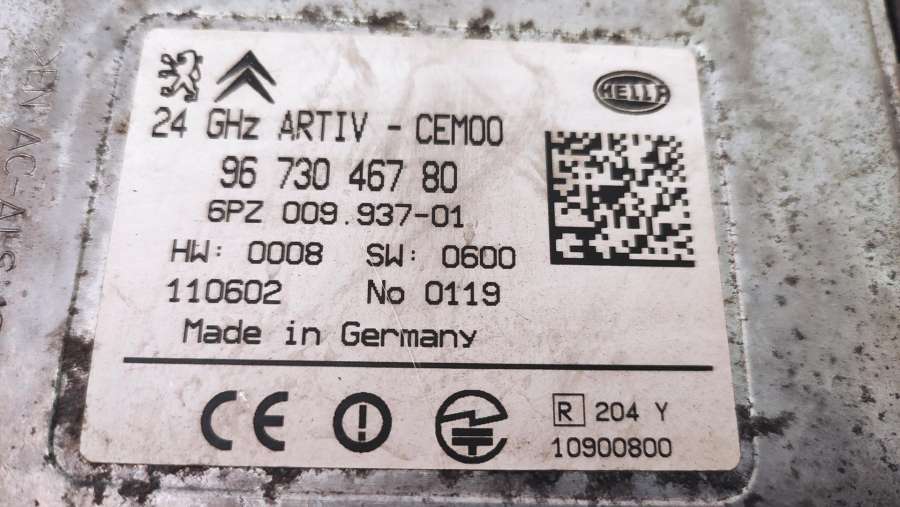 HELLA
24 GHz ARTIV - CEM00
96 730 467 80
6PZ 009.937-01
HW: 0008 SW: 0600
110602 No 0119
Made in Germany
CE
R 204 Y
10900800